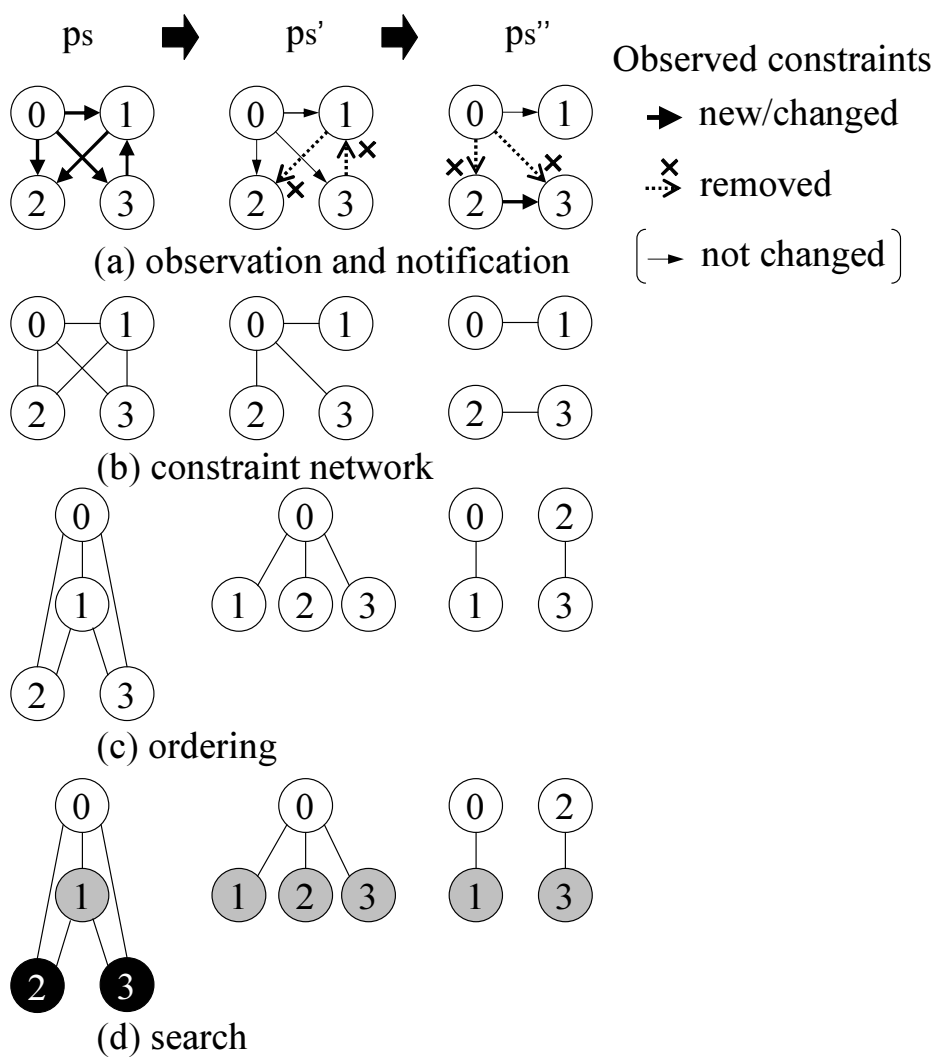 ps ps’ ps’’
Observed constraints
0 1 0 1 0 1
new/changed
2 3 2 3 2 3
removed
(a) observation and notification
not changed
0 1 0 1 0 1
2 3 2 3 2 3
(b) constraint network
0 0 0 2
1 1 2 3 1 3
2 3
(c) ordering
0 0 0 2
1 1 2 3 1 3
2 3
(d) search